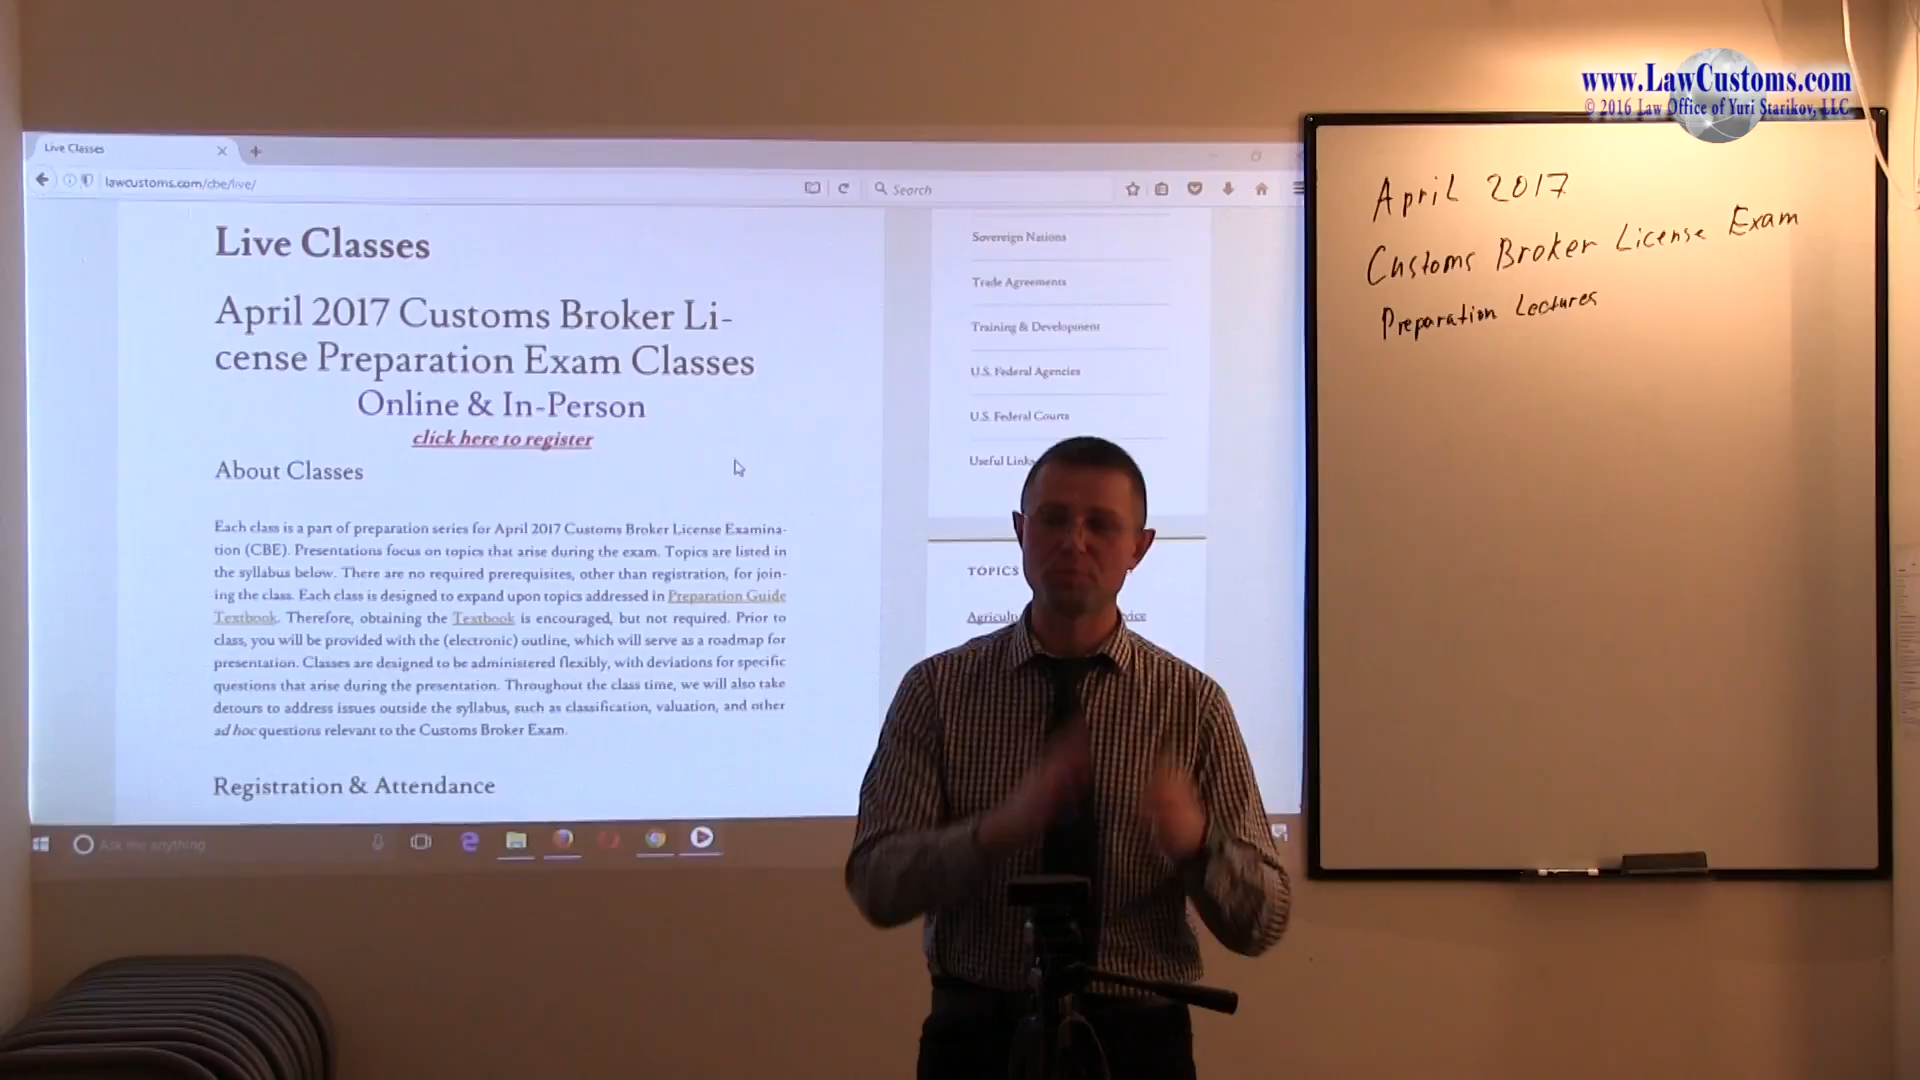 www.LawCustoms.com
© 2016 Law Office of Yuri Starikov, LLC
Live Classes
lawcustoms.com/cbe/live/
Search
Live Classes
April 2017 Customs Broker Li-
cense Preparation Exam Classes
Online & In-Person
click here to register
About Classes
Each class is a part of preparation series for April 2017 Customs Broker License Examina-
tion (CBE). Presentations focus on topics that arise during the exam. Topics are listed in
the syllabus below. There are no required prerequisites, other than registration, for join-
ing the class. Each class is designed to expand upon topics addressed in Preparation Guide
Textbook. Therefore, obtaining the Textbook is encouraged, but not required. Prior to
class, you will be provided with the (electronic) outline, which will serve as a roadmap for
presentation. Classes are designed to be administered flexibly, with deviations for specific
questions that arise during the presentation. Throughout the class time, we will also take
detours to address issues outside the syllabus, such as classification, valuation, and other
ad hoc questions relevant to the Customs Broker Exam.
Registration & Attendance
Sovereign Nations
Trade Agreements
Training & Development
U.S. Federal Agencies
U.S. Federal Courts
Useful Links
TOPICS
Ask me anything
April 2017
Customs Broker License Exam
Preparation Lectures